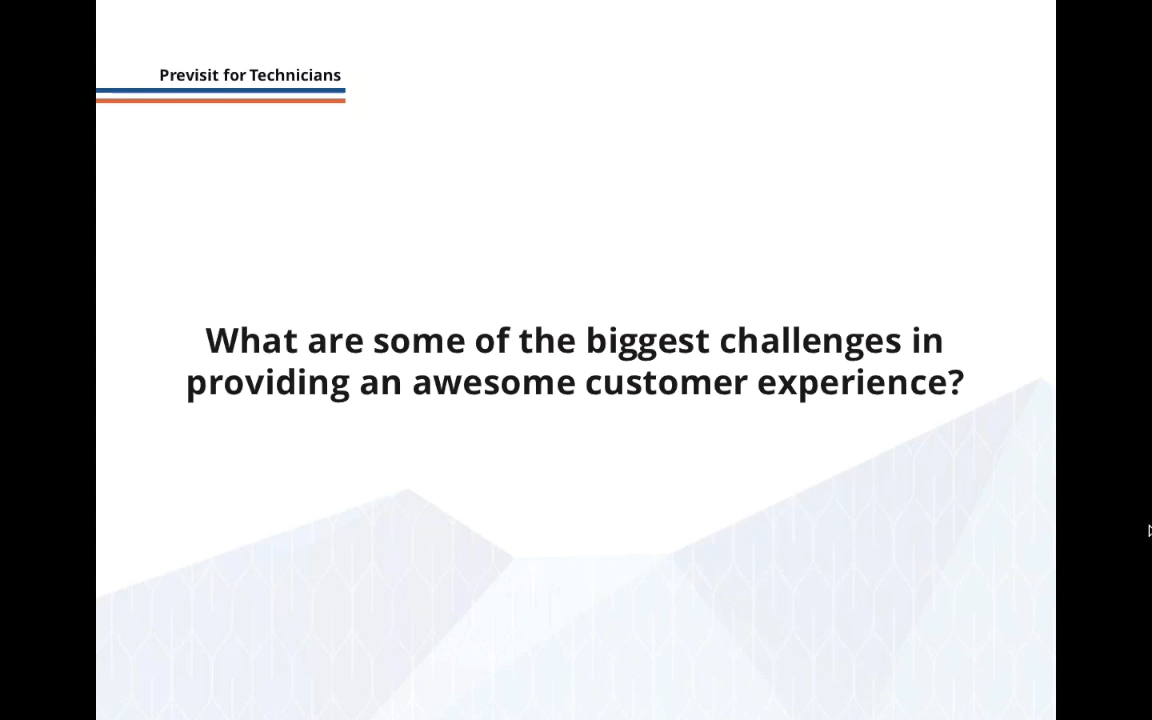 Previsit for Technicians
What are some of the biggest challenges in
providing an awesome customer experience?